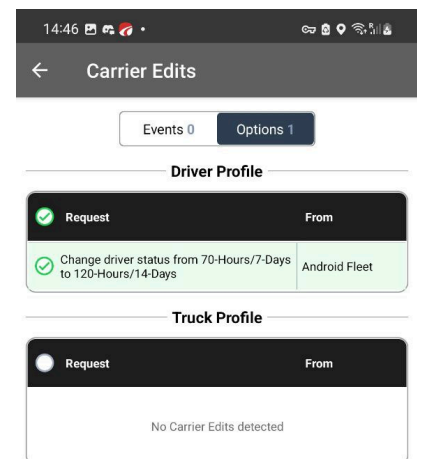 14:46
Carrier Edits
Events 0 Options 1
Driver Profile
Request From
Change driver status from 70-Hours/7-Days
to 120-Hours/14-Days
Android Fleet
Truck Profile
Request From
No Carrier Edits detected